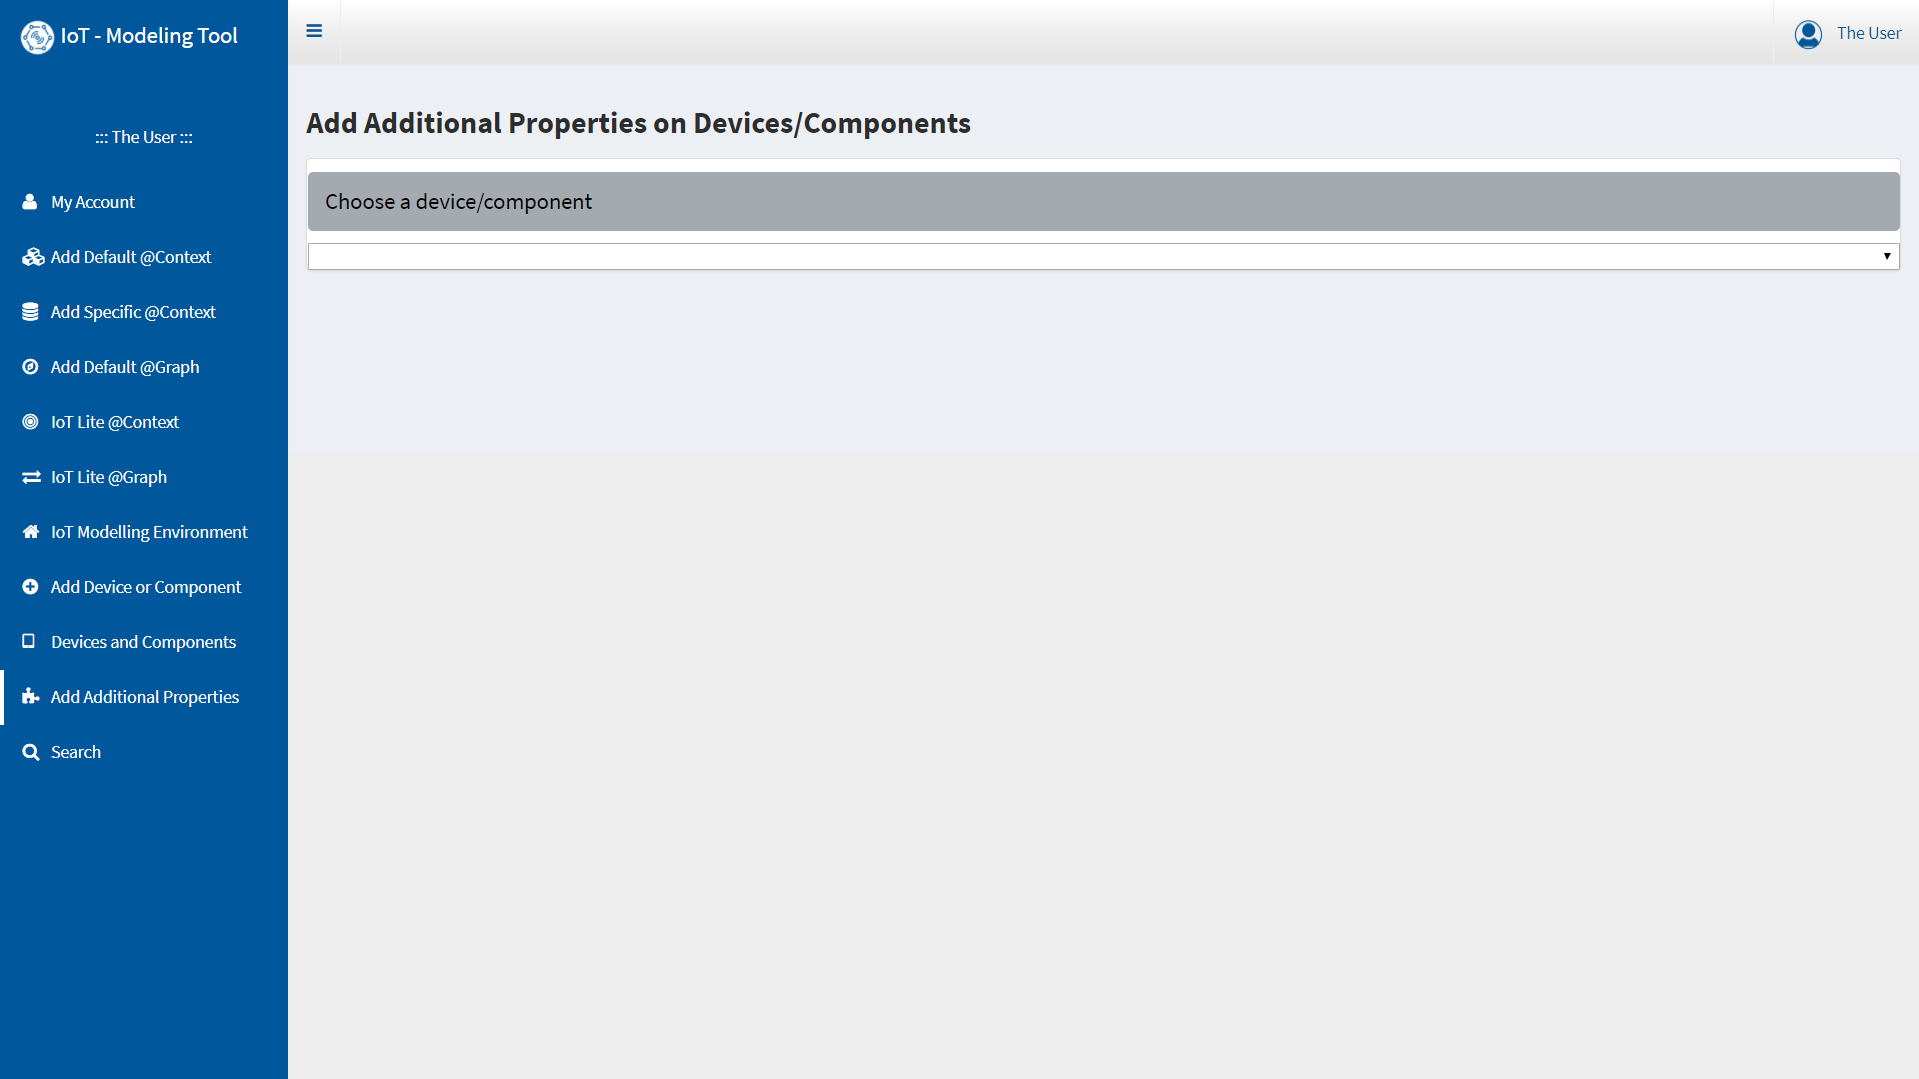 IoT - Modeling Tool
The User
::: The User :::
My Account
Add Default @Context
Add Specific @Context
Add Default @Graph
IoT Lite @Context
IoT Lite @Graph
IoT Modelling Environment
Add Device or Component
Devices and Components
Add Additional Properties
Search
Add Additional Properties on Devices/Components
Choose a device/component